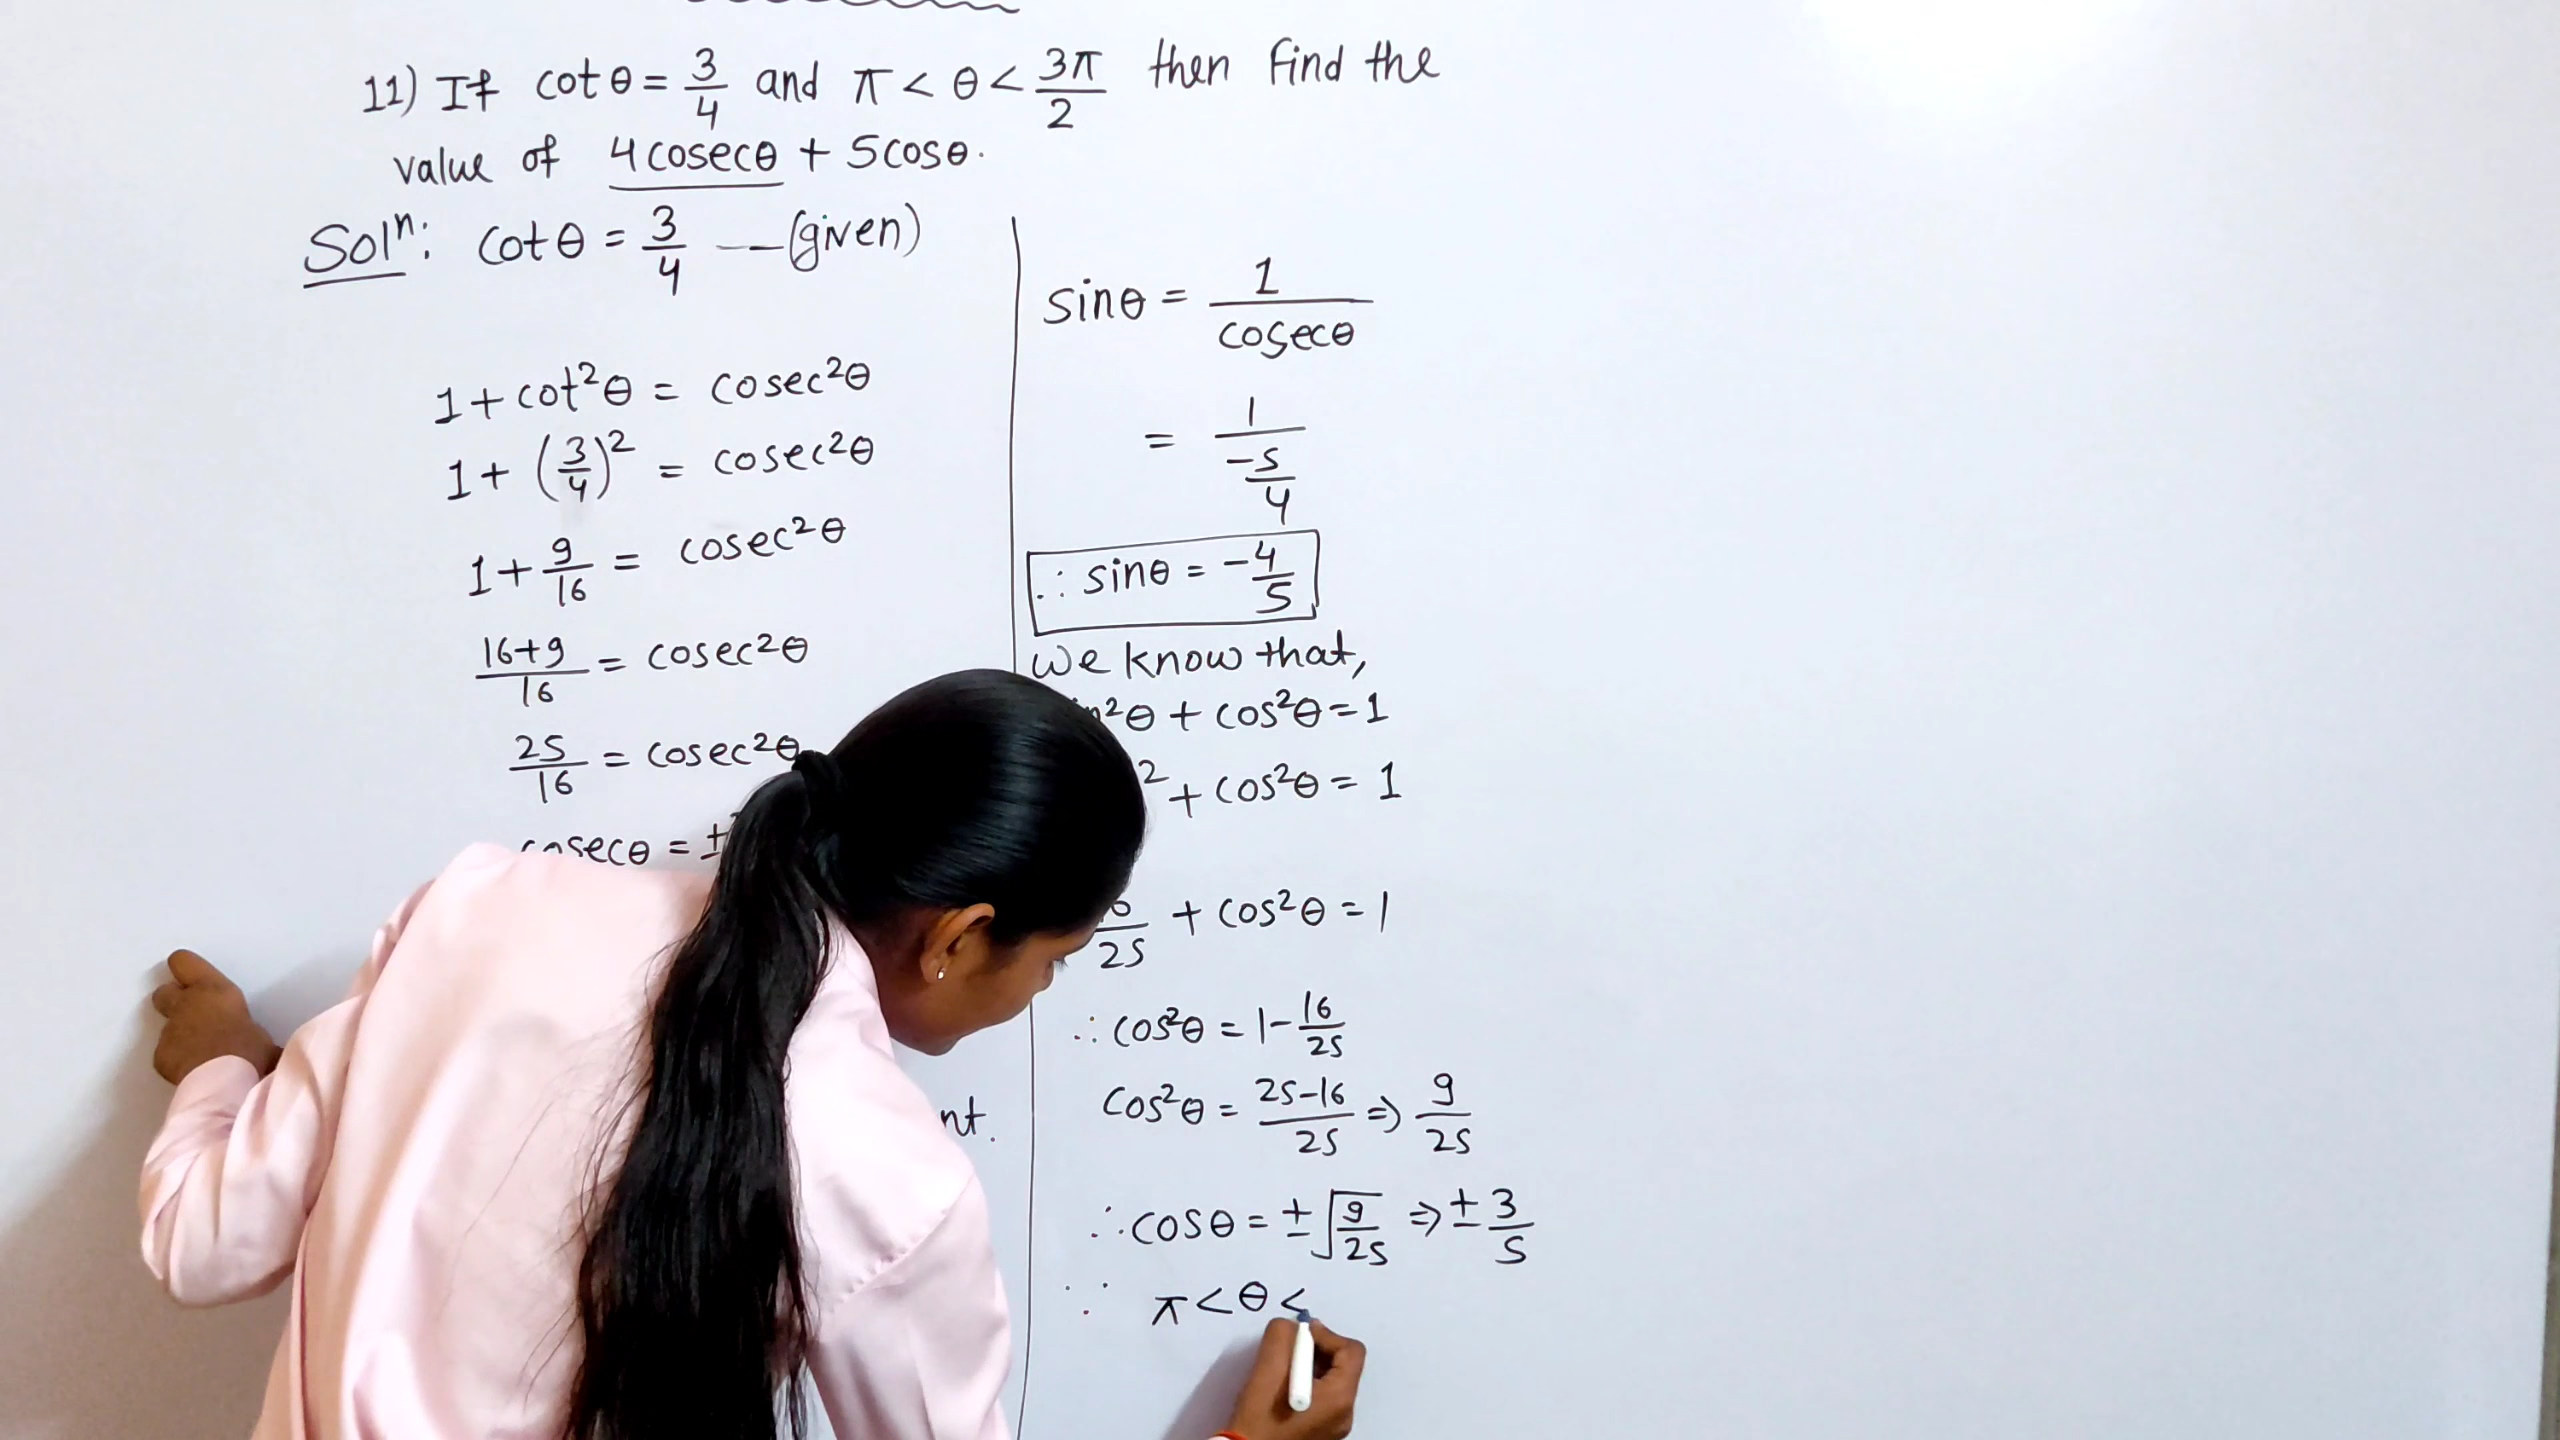 11) If cotθ = 3/4 and π < θ < 3π/2 then find the
value of 4cosecθ + 5cosθ.
Solⁿ: cotθ = 3/4 —(given)
1 + cot²θ = cosec²θ
1 + (3/4)² = cosec²θ
1 + 9/16 = cosec²θ
16+9/16 = cosec²θ
25/16 = cosec²θ
cosecθ = ±
nt.
sinθ = 1/cosecθ
= 1/(-5/4)
∴ sinθ = -4/5
We know that,
²θ + cos²θ = 1
² + cos²θ = 1
/25 + cos²θ = 1
∴ cos²θ = 1 - 16/25
cos²θ = 25-16/25 ⇒ 9/25
∴ cosθ = ±√9/25 ⇒ ± 3/5
∵ π < θ <